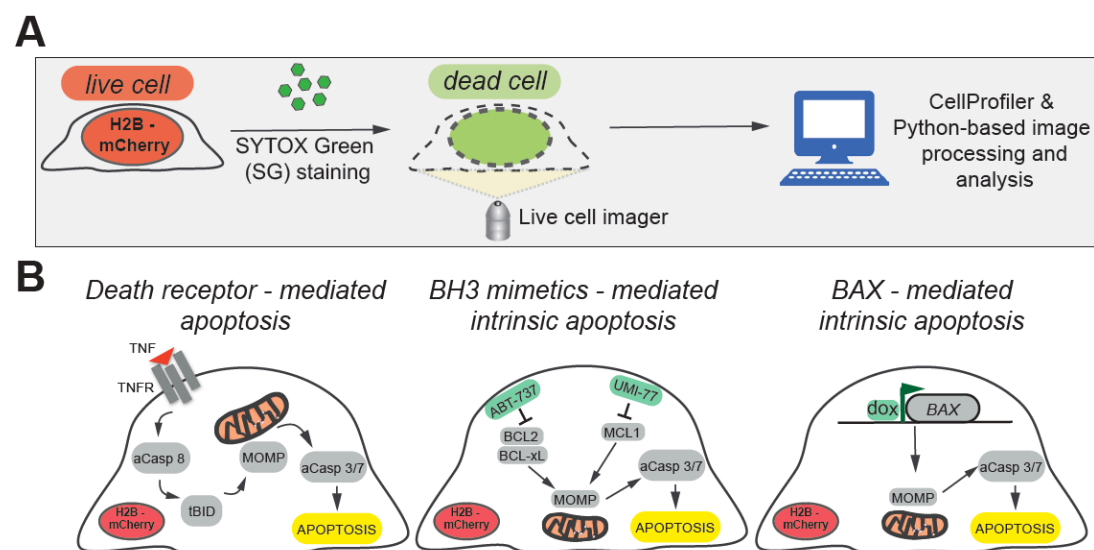 A
live cell
H2B -
mCherry
SYTOX Green
(SG) staining
dead cell
Live cell imager
CellProfiler &
Python-based image
processing and
analysis
B
Death receptor - mediated
apoptosis
TNF
TNFR
aCasp 8
tBID
MOMP
aCasp 3/7
APOPTOSIS
H2B -
mCherry
BH3 mimetics - mediated
intrinsic apoptosis
ABT-737
UMI-77
BCL2
BCL-xL
MCL1
MOMP
aCasp 3/7
APOPTOSIS
H2B -
mCherry
BAX - mediated
intrinsic apoptosis
dox
BAX
MOMP
aCasp 3/7
APOPTOSIS
H2B -
mCherry